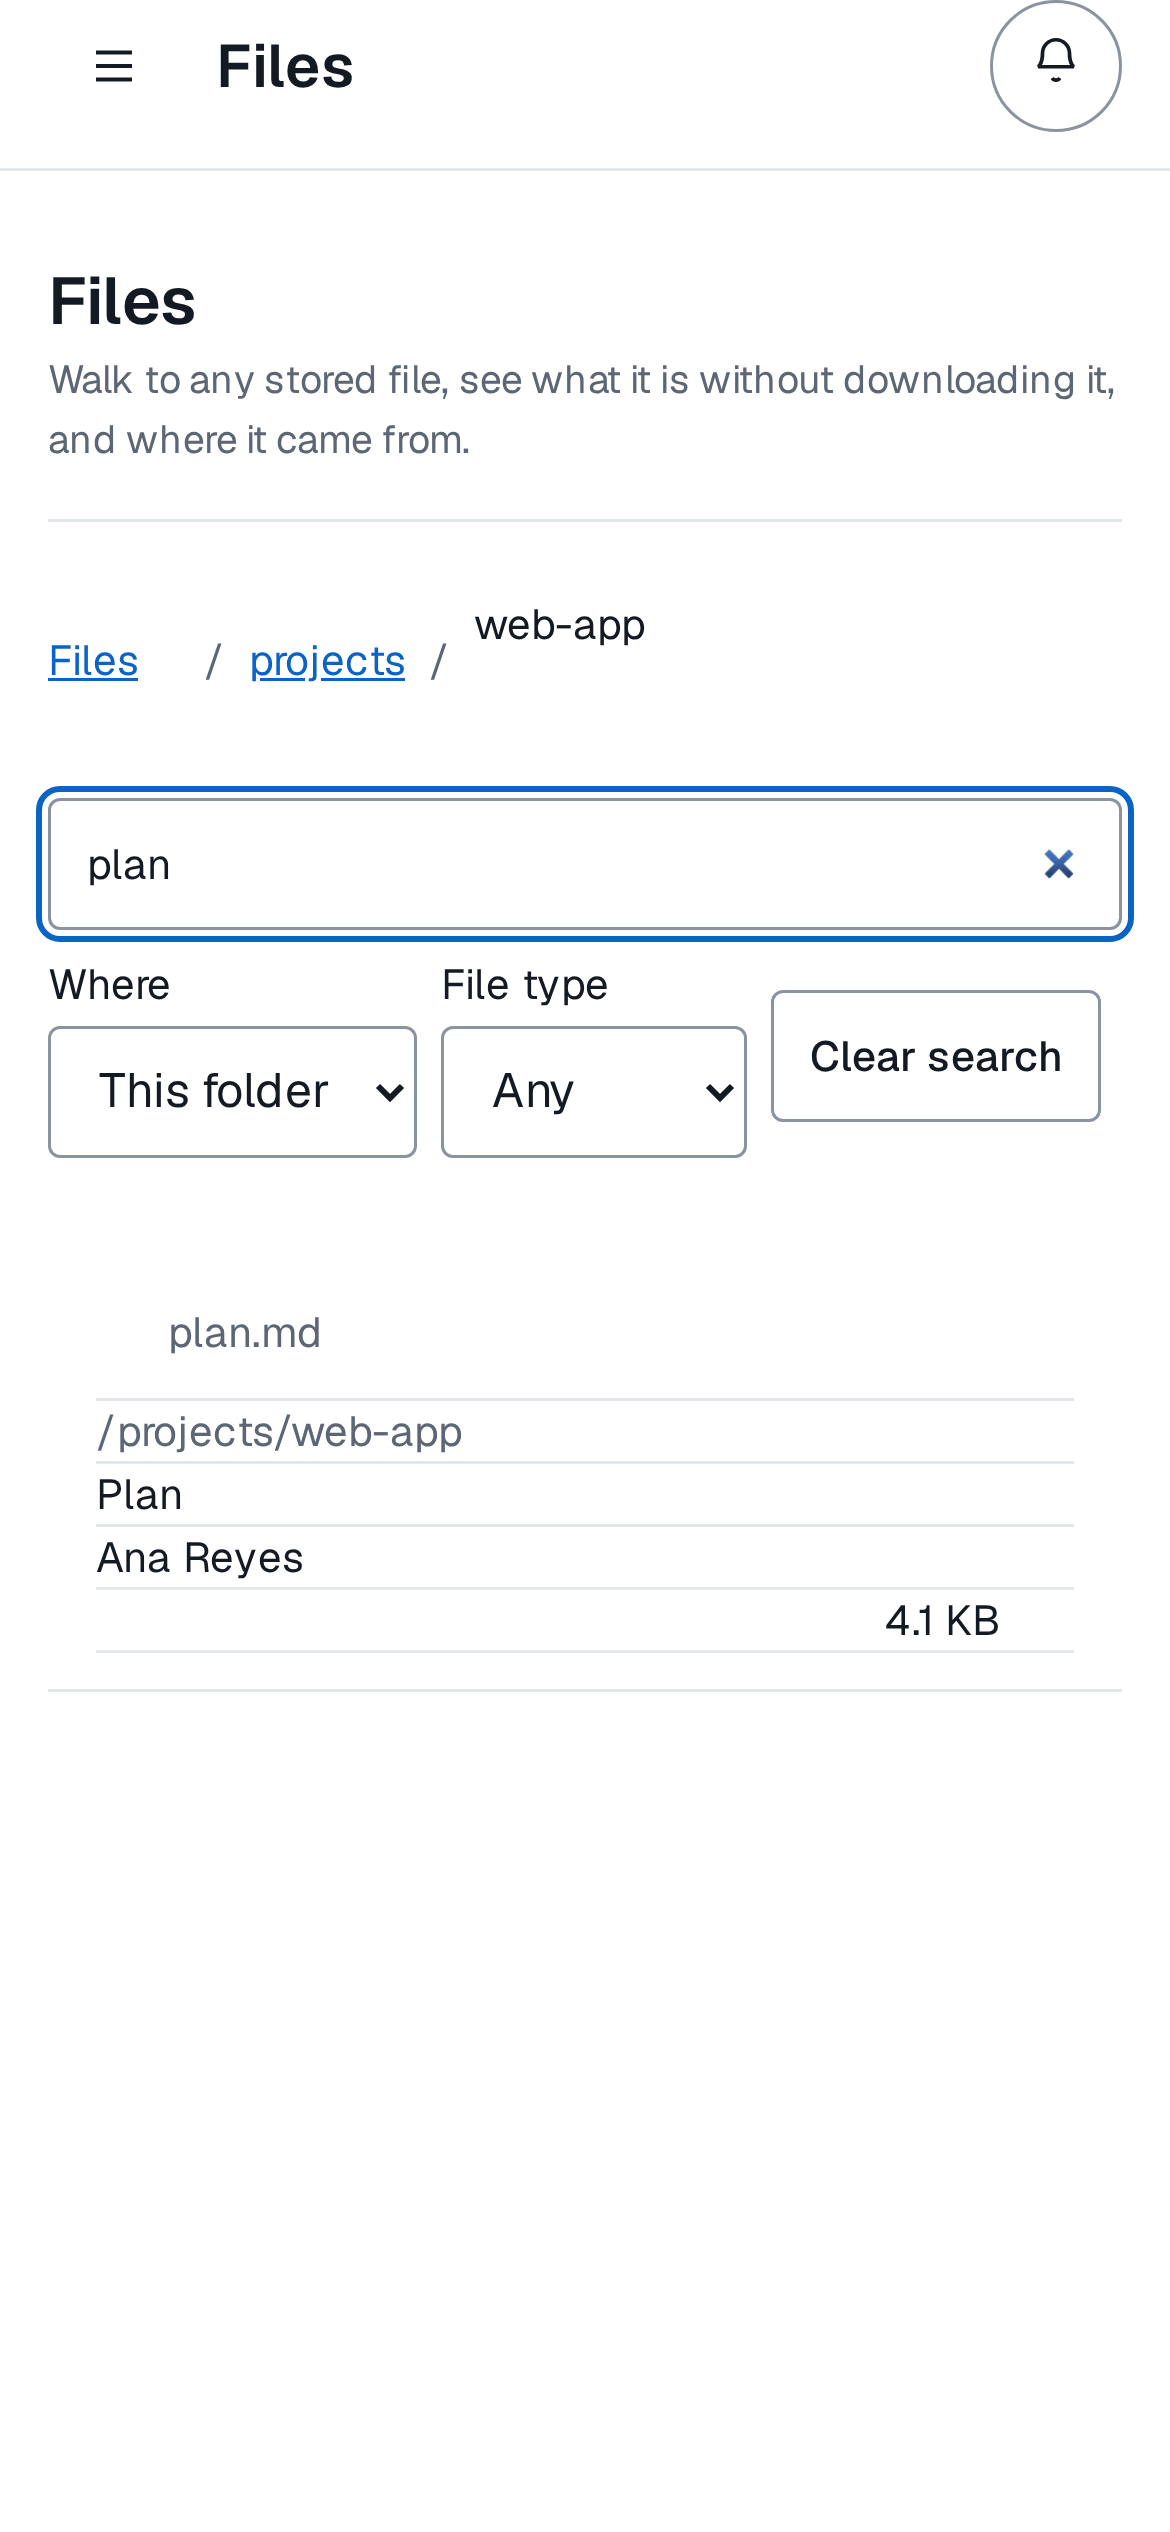 Files
Files
Walk to any stored file, see what it is without downloading it,
and where it came from.
Files / projects / web-app
plan
Where File type
This folder Any Clear search
plan.md
/projects/web-app
Plan
Ana Reyes
4.1 KB